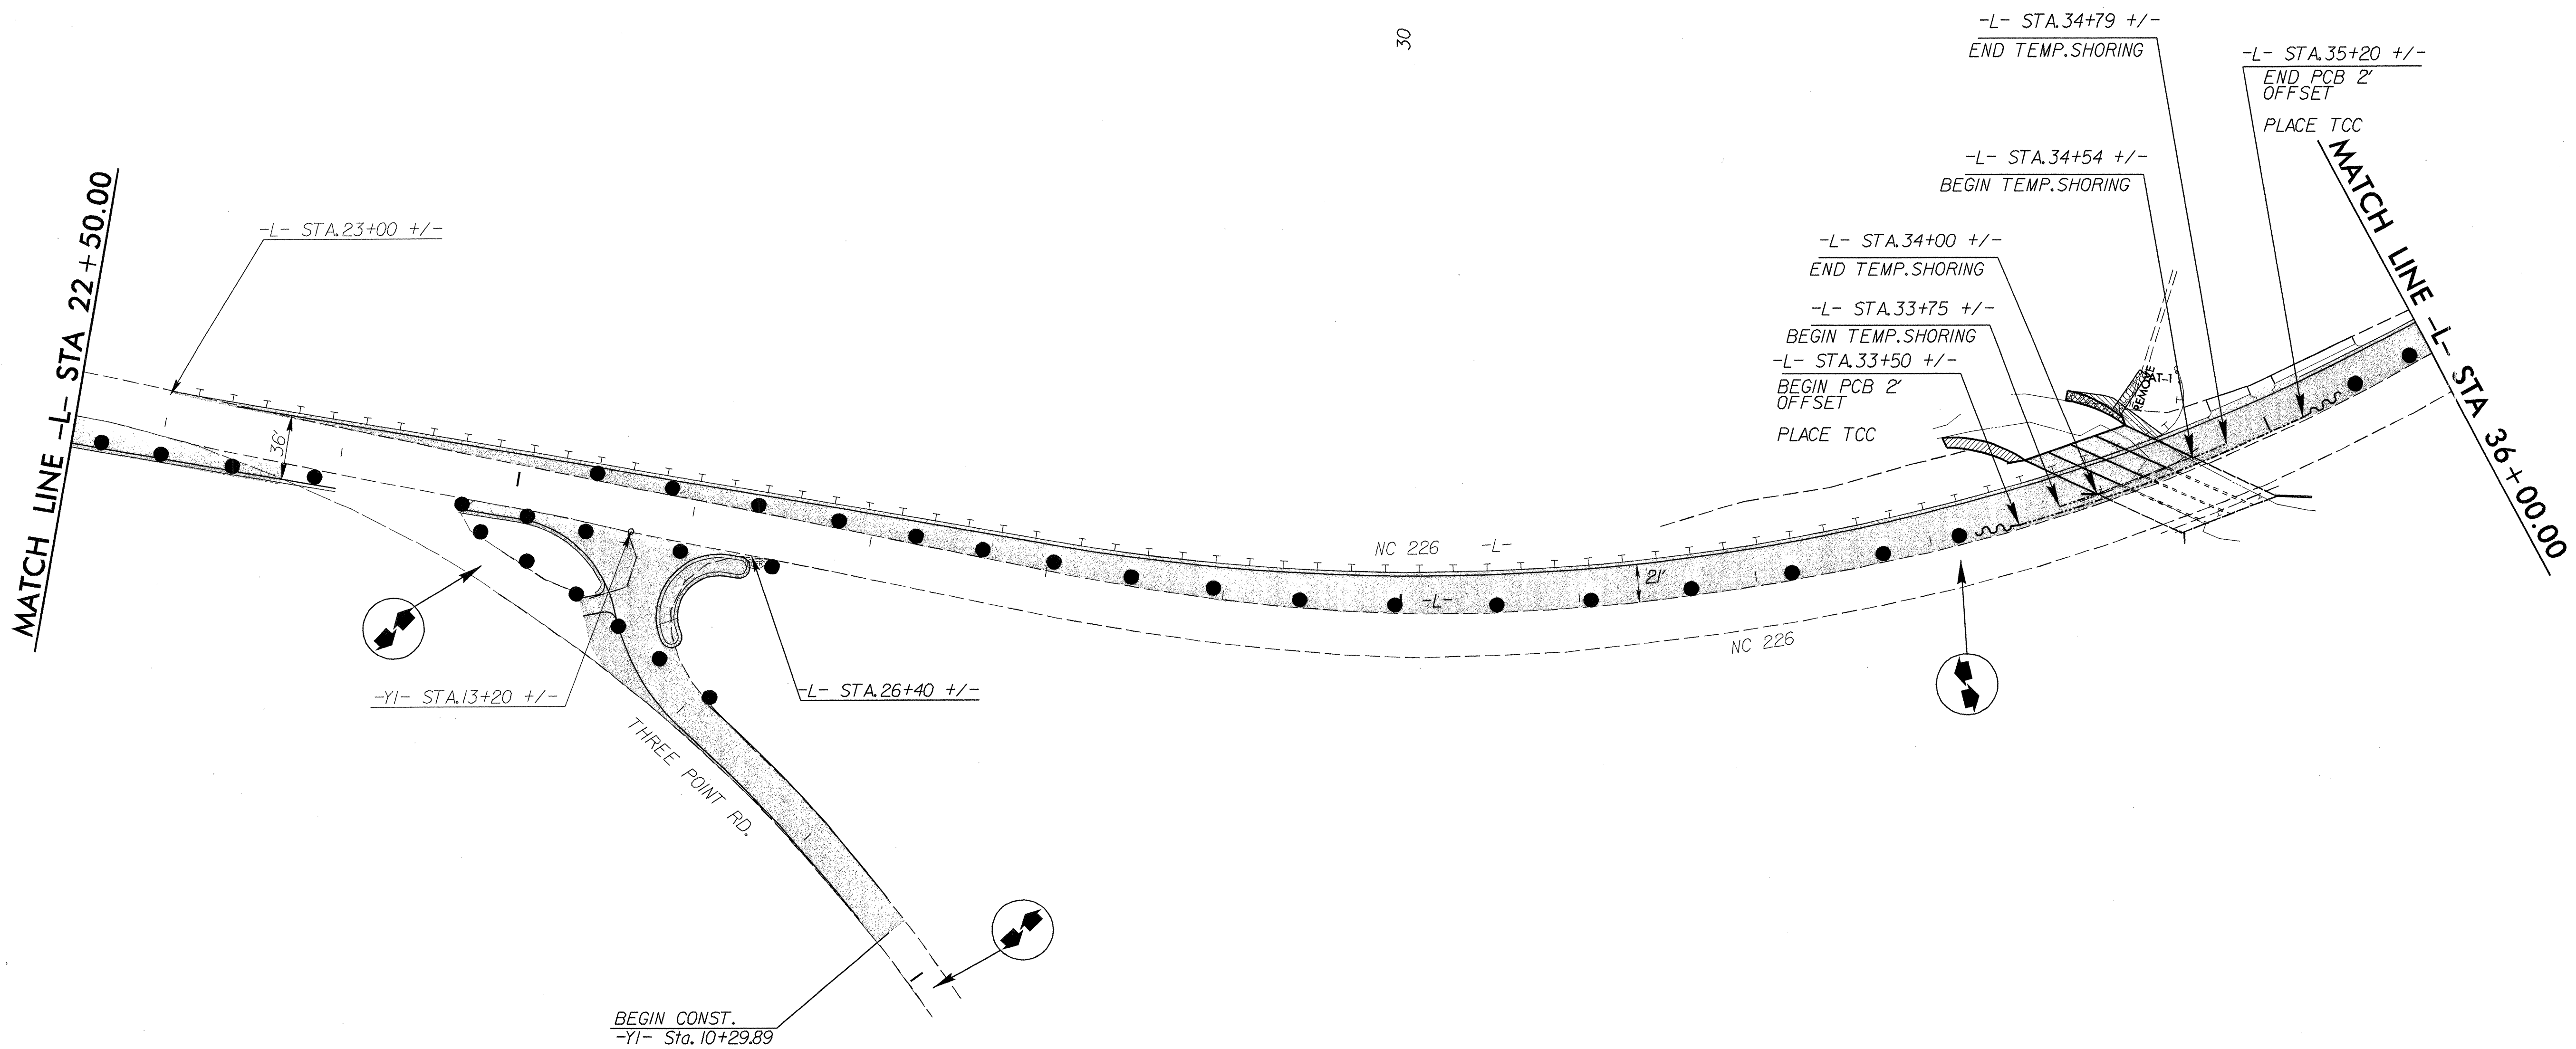 30
-L- STA.34+79 +/-
END TEMP.SHORING
-L- STA.35+20 +/-
END PCB 2'
OFFSET
PLACE TCC
-L- STA.34+54 +/-
BEGIN TEMP.SHORING
-L- STA.34+00 +/-
END TEMP.SHORING
-L- STA.33+75 +/-
BEGIN TEMP.SHORING
-L- STA.33+50 +/-
BEGIN PCB 2'
OFFSET
PLACE TCC
MATCH LINE -L- STA 22+50.00
-L- STA.23+00 +/-
36'
REMOVE
AT-1
MATCH LINE -L- STA 36+00.00
NC 226 -L-
21'
-L-
NC 226
-Y1- STA.13+20 +/-
-L- STA.26+40 +/-
THREE POINT RD.
BEGIN CONST.
-Y1- Sta.10+29.89